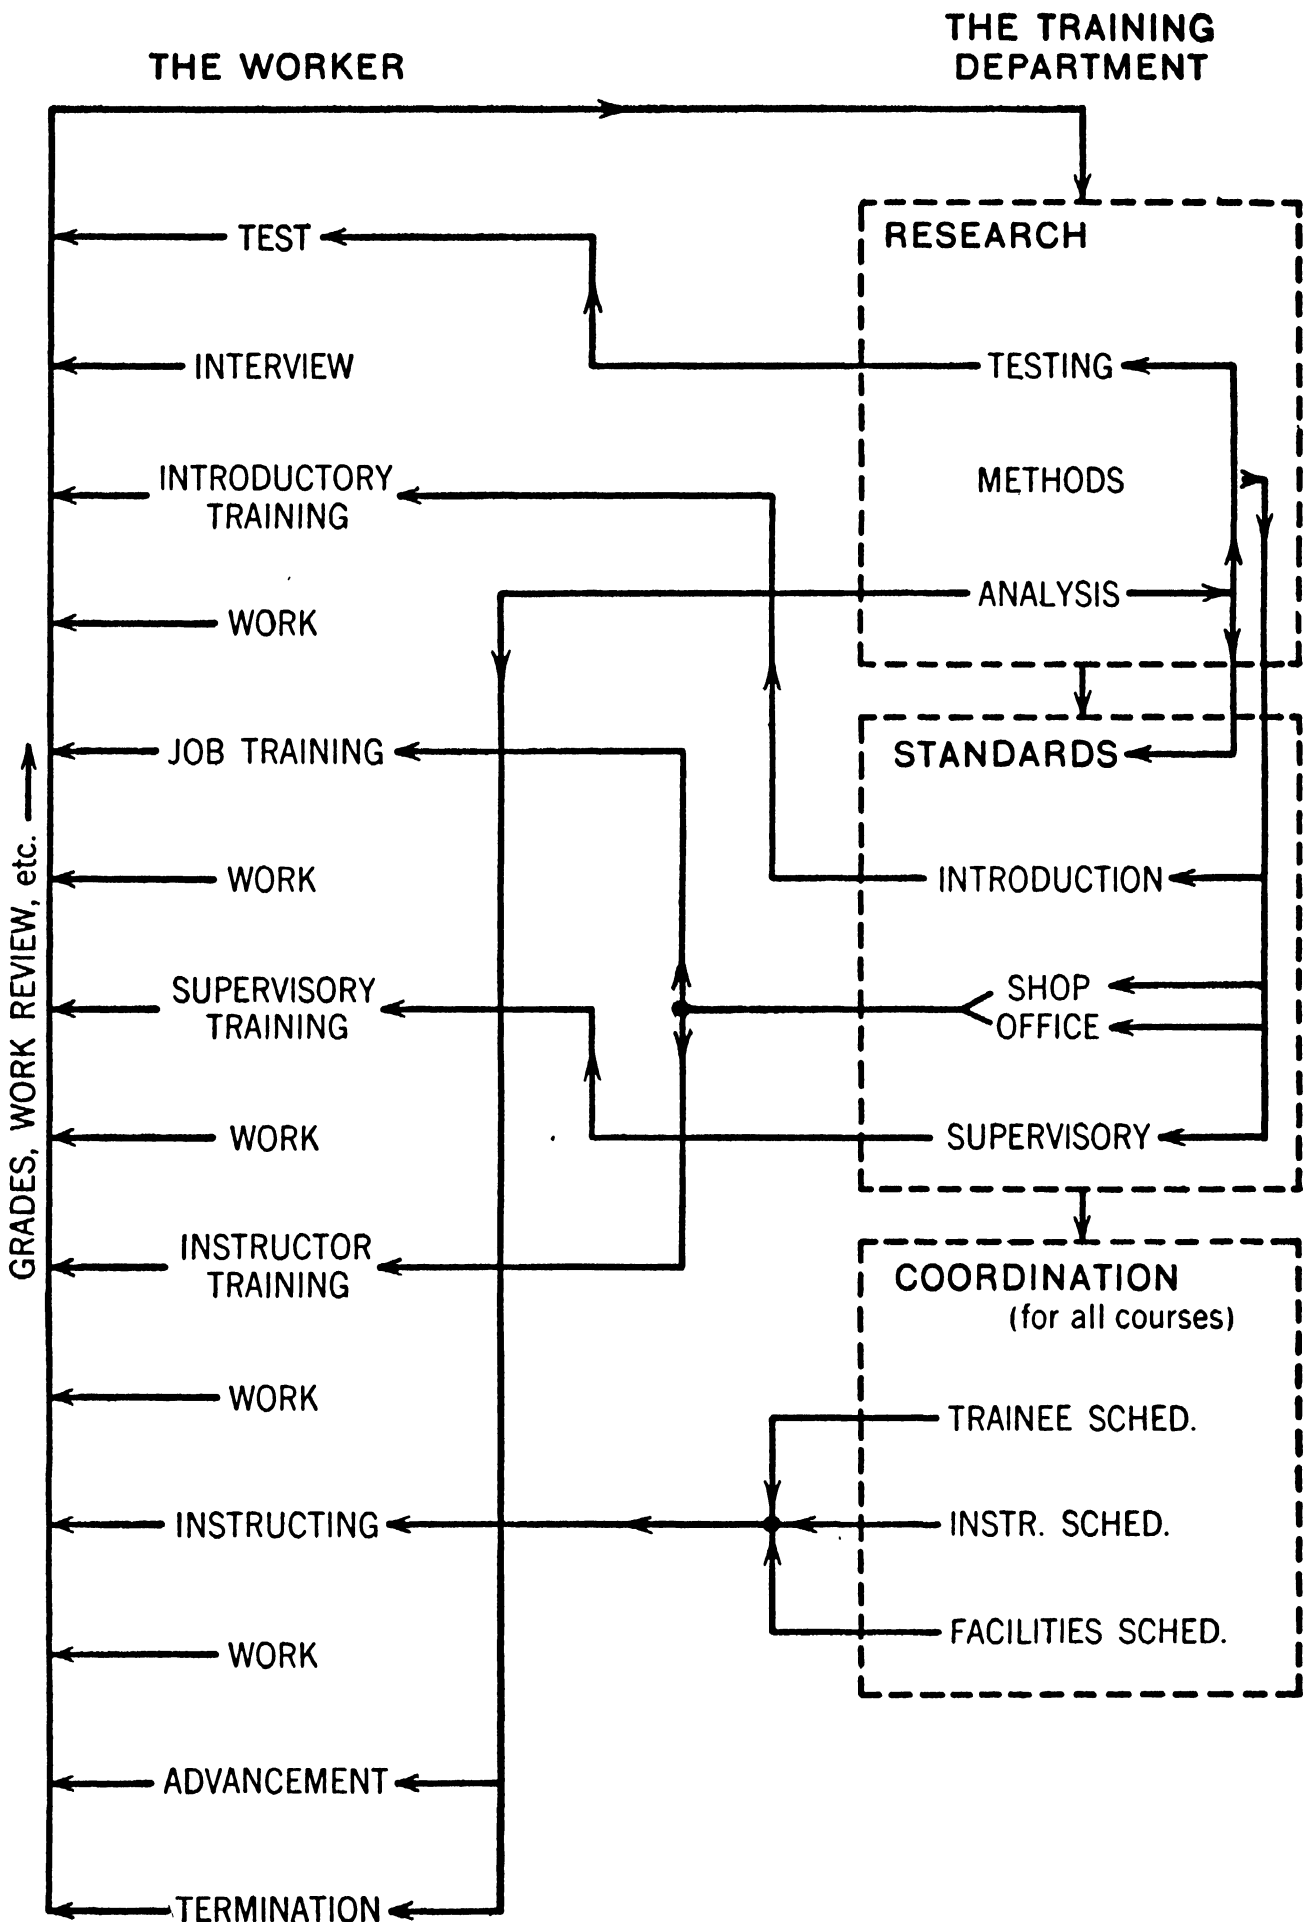 THE WORKER
THE TRAINING
DEPARTMENT
TEST
INTERVIEW
INTRODUCTORY
TRAINING
WORK
JOB TRAINING
WORK
SUPERVISORY
TRAINING
WORK
INSTRUCTOR
TRAINING
WORK
INSTRUCTING
WORK
ADVANCEMENT
TERMINATION
GRADES, WORK REVIEW, etc.
RESEARCH
TESTING
METHODS
ANALYSIS
STANDARDS
INTRODUCTION
SHOP
OFFICE
SUPERVISORY
COORDINATION
(for all courses)
TRAINEE SCHED.
INSTR. SCHED.
FACILITIES SCHED.